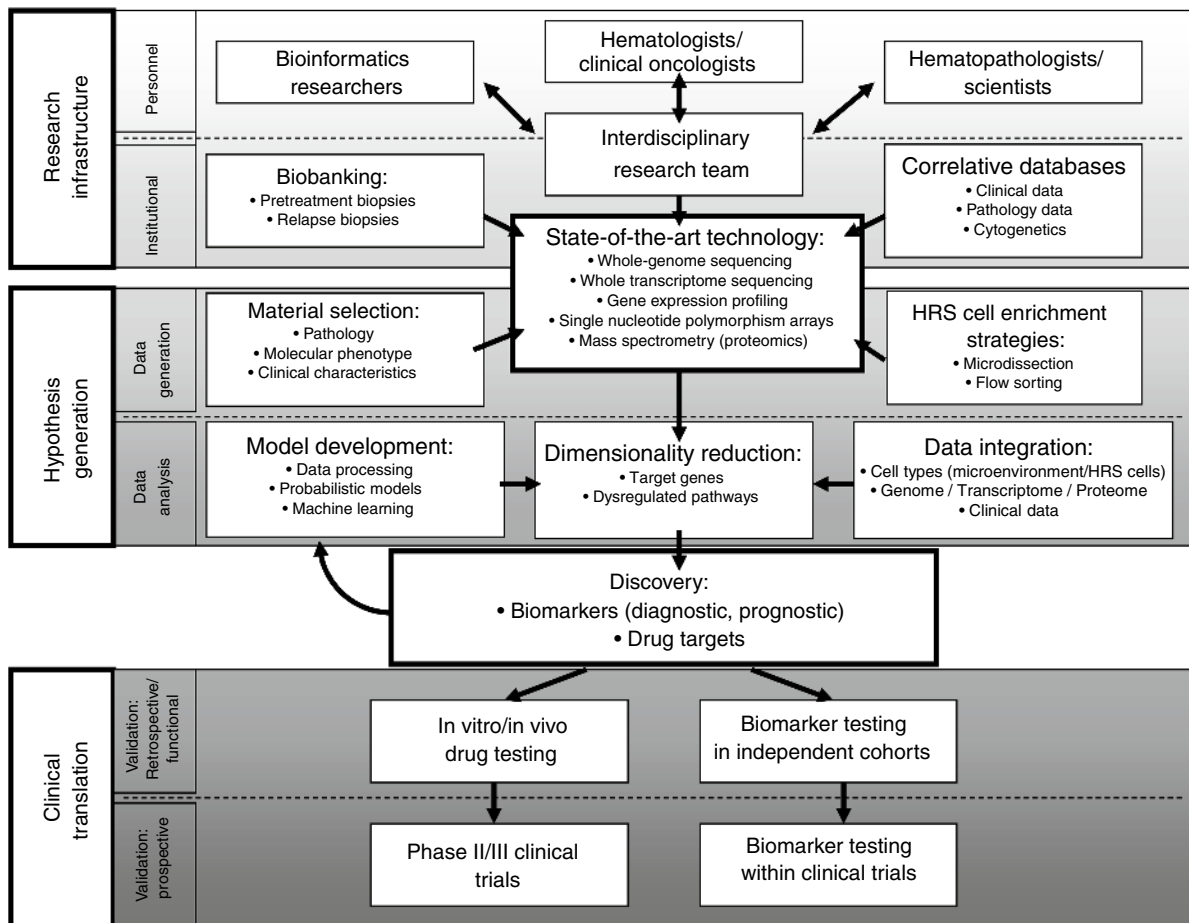 Research
infrastructure
Personnel
Bioinformatics
researchers
Hematologists/
clinical oncologists
Hematopathologists/
scientists
Interdisciplinary
research team
Institutional
Biobanking:
• Pretreatment biopsies
• Relapse biopsies
Correlative databases
• Clinical data
• Pathology data
• Cytogenetics
State-of-the-art technology:
• Whole-genome sequencing
• Whole transcriptome sequencing
• Gene expression profiling
• Single nucleotide polymorphism arrays
• Mass spectrometry (proteomics)
Hypothesis
generation
Data
generation
Material selection:
• Pathology
• Molecular phenotype
• Clinical characteristics
HRS cell enrichment
strategies:
• Microdissection
• Flow sorting
Data
analysis
Model development:
• Data processing
• Probabilistic models
• Machine learning
Dimensionality reduction:
• Target genes
• Dysregulated pathways
Data integration:
• Cell types (microenvironment/HRS cells)
• Genome / Transcriptome / Proteome
• Clinical data
Discovery:
• Biomarkers (diagnostic, prognostic)
• Drug targets
Clinical
translation
Validation:
Retrospective/
functional
In vitro/in vivo
drug testing
Biomarker testing
in independent cohorts
Validation:
prospective
Phase II/III clinical
trials
Biomarker testing
within clinical trials